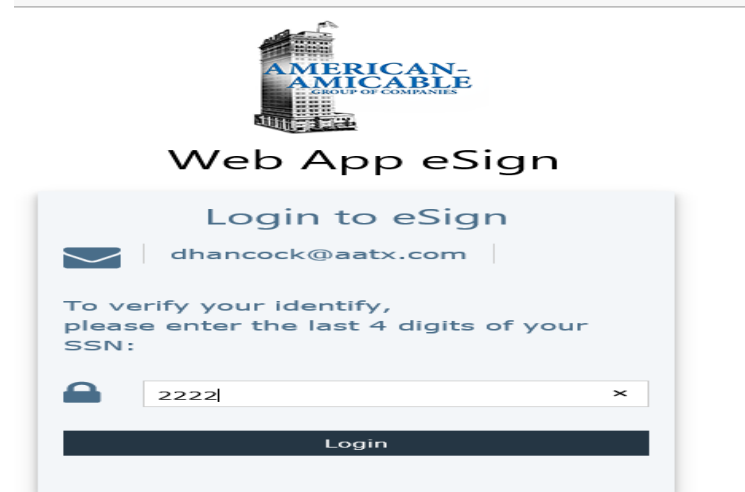 AMERICAN-
AMICABLE
GROUP OF COMPANIES
Web App eSign
Login to eSign
dhancock@aatx.com
To verify your identify,
please enter the last 4 digits of your
SSN:
2222
×
Login